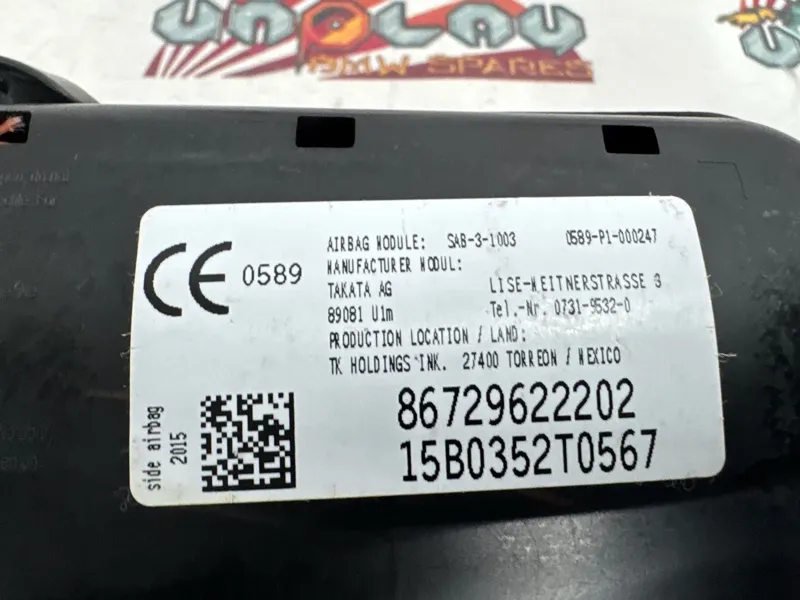 UNPLUG
BMW SPARES
CE 0589
AIRBAG MODULE: SAB-3-1003 0589-P1-000247
MANUFACTURER MODUL:
TAKATA AG LISE-MEITNERSTRASSE 3
89081 Ulm Tel.-Nr. 0731-9532-0
PRODUCTION LOCATION / LAND:
TK HOLDINGS INK. 27400 TORREON / MEXICO
86729622202
15B0352T0567
side airbag
2015